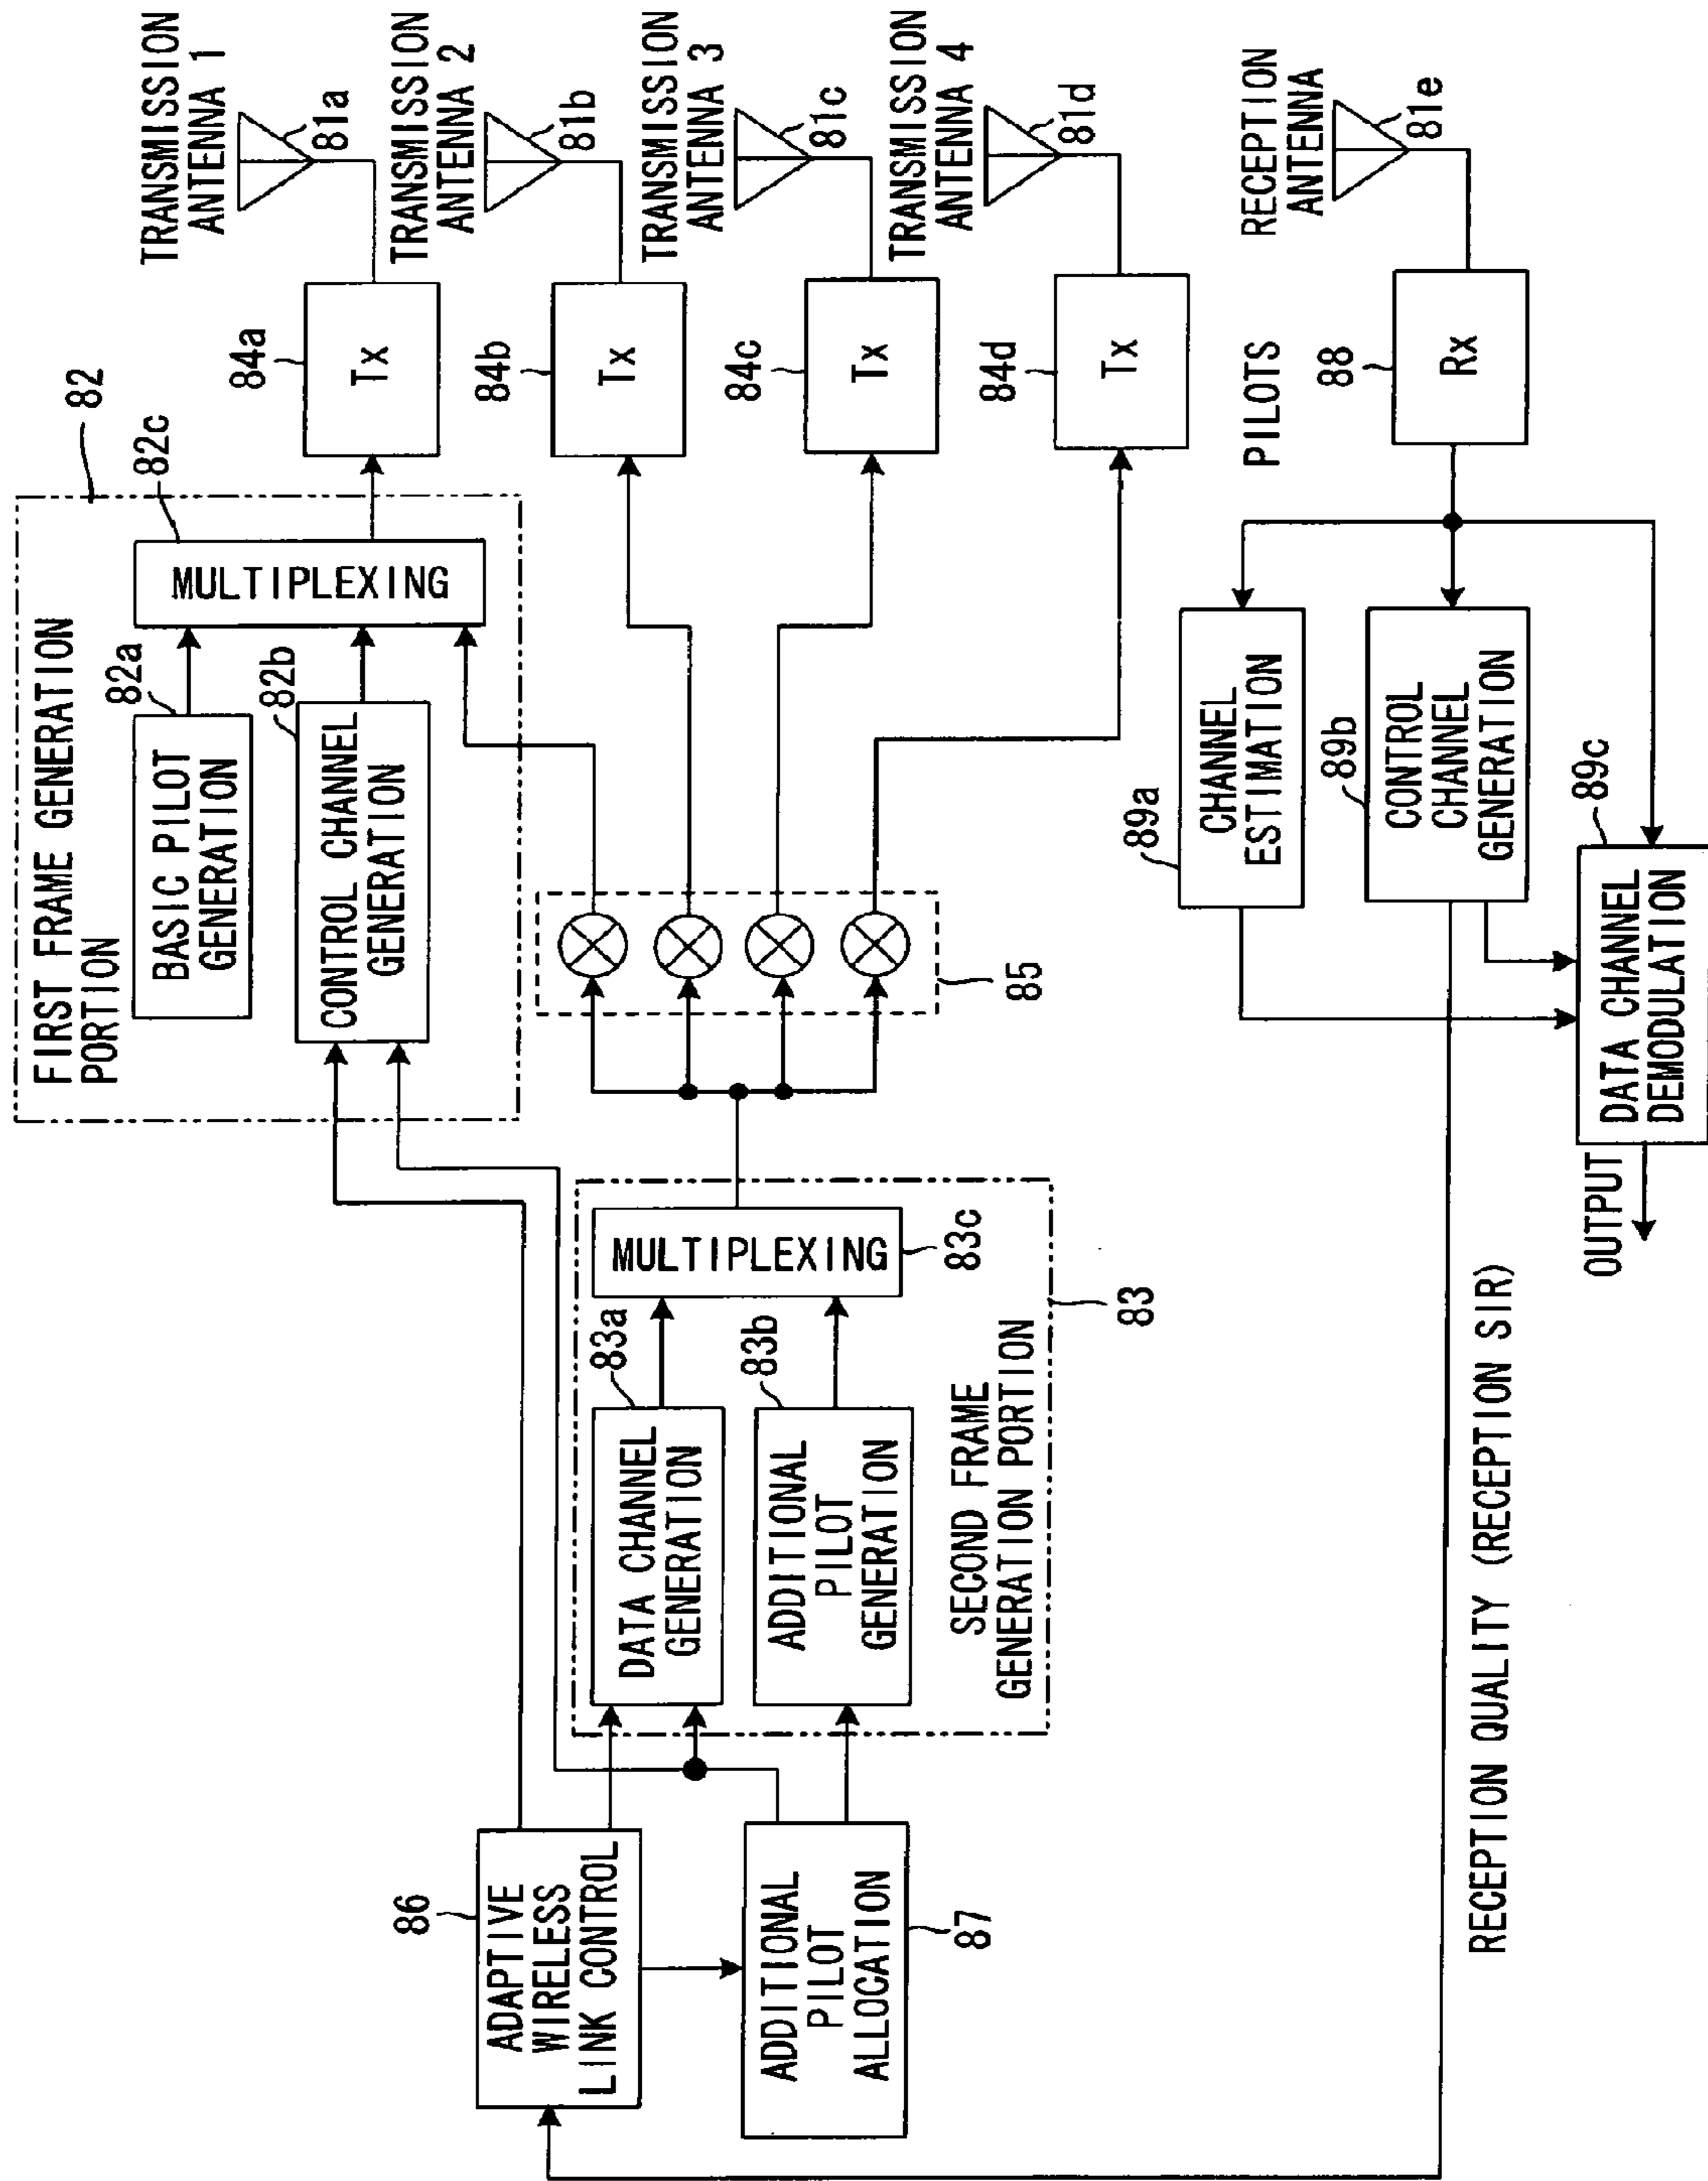 FIRST FRAME GENERATION
PORTION
82
BASIC PILOT
GENERATION
82a
CONTROL CHANNEL
GENERATION
82b
MULTIPLEXING
82c
84a
Tx
TRANSMISSION
ANTENNA 1
81a
84b
Tx
TRANSMISSION
ANTENNA 2
81b
84c
Tx
TRANSMISSION
ANTENNA 3
81c
84d
Tx
TRANSMISSION
ANTENNA 4
81d
85
86
ADAPTIVE
WIRELESS
LINK CONTROL
ADDITIONAL
PILOT
ALLOCATION
87
DATA CHANNEL
GENERATION
83a
ADDITIONAL
PILOT
GENERATION
83b
MULTIPLEXING
83c
SECOND FRAME
GENERATION PORTION
83
RECEPTION
ANTENNA
81e
PILOTS
88
Rx
89a
CHANNEL
ESTIMATION
89b
CONTROL
CHANNEL
GENERATION
89c
DATA CHANNEL
DEMODULATION
OUTPUT
RECEPTION QUALITY (RECEPTION SIR)